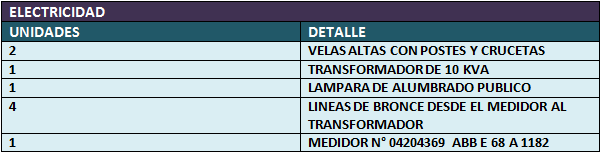 ELECTRICIDAD
UNIDADES DETALLE
2 VELAS ALTAS CON POSTES Y CRUCETAS
1 TRANSFORMADOR DE 10 KVA
1 LAMPARA DE ALUMBRADO PUBLICO
4 LINEAS DE BRONCE DESDE EL MEDIDOR AL
TRANSFORMADOR
1 MEDIDOR N° 04204369 ABB E 68 A 1182